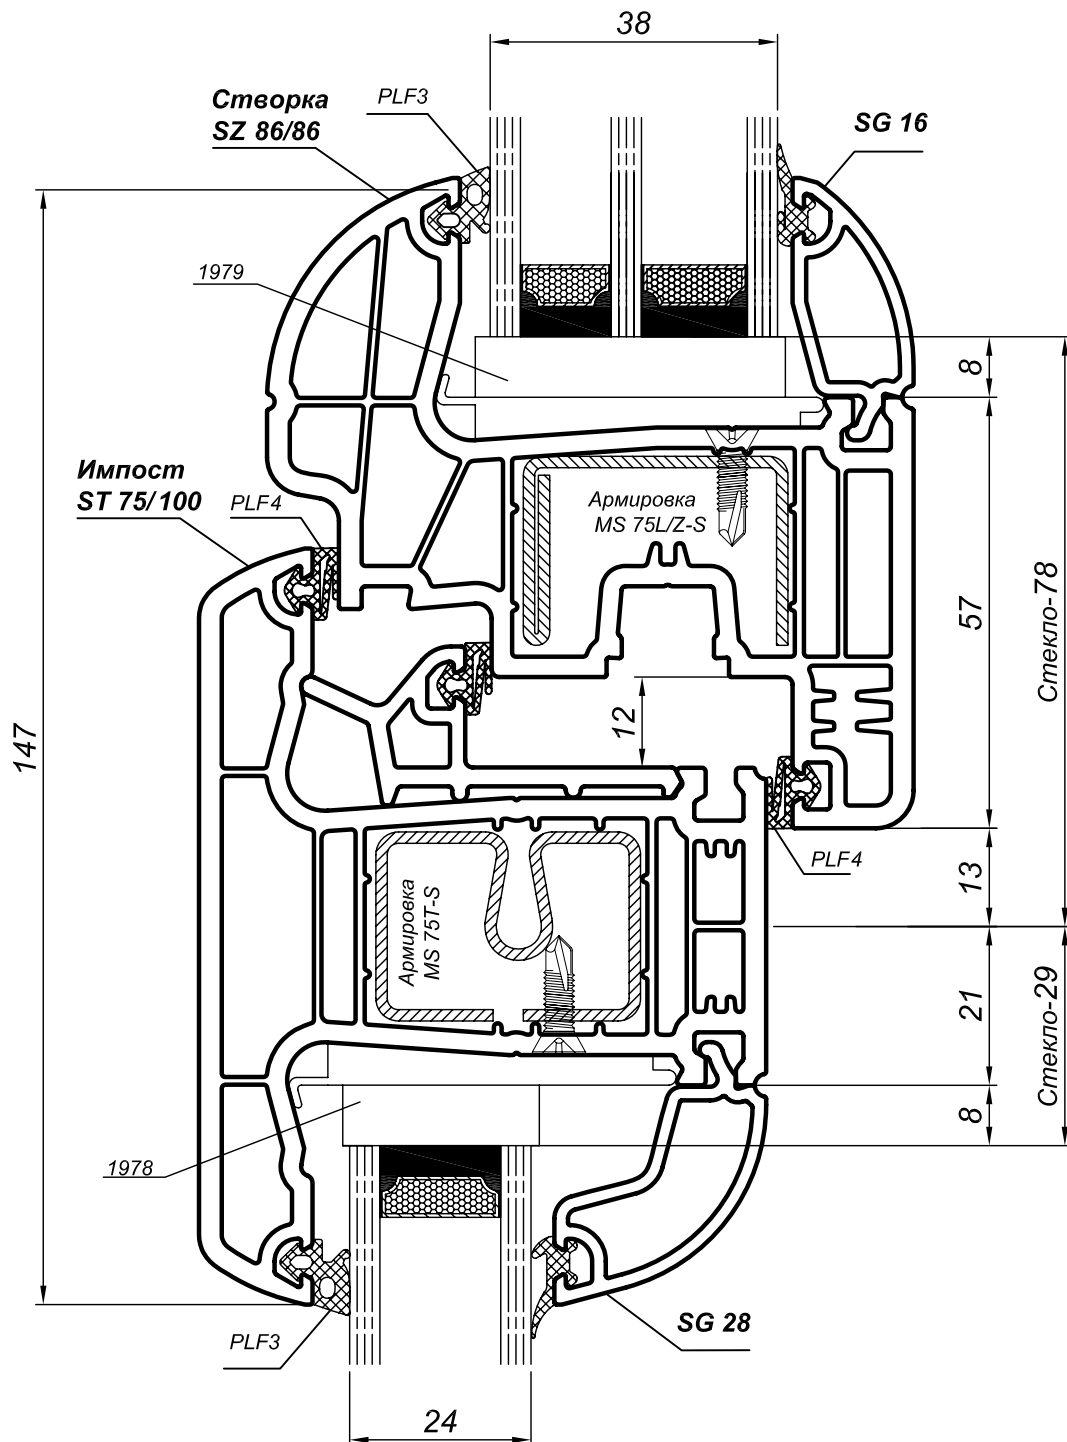 38
Створка
SZ 86/86
PLF3
SG 16
1979
8
Импост
ST 75/100
PLF4
Армировка
MS 75L/Z-S
57
Стекло-78
12
147
PLF4
13
Армировка
MS 75T-S
21
Стекло-29
8
1978
PLF3
SG 28
24